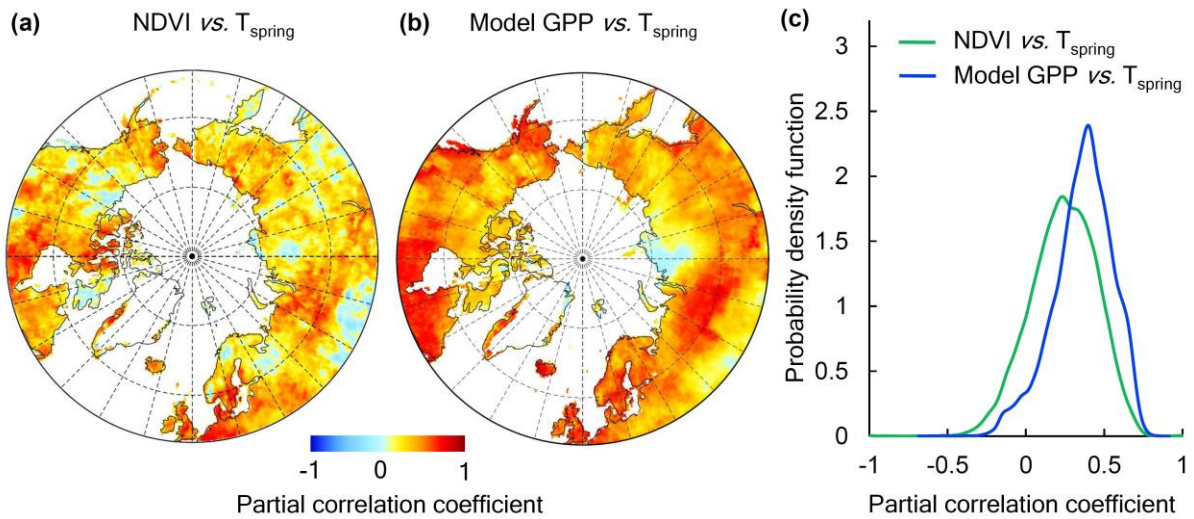 (a) NDVI vs. Tspring
(b) Model GPP vs. Tspring
-1 0 1
Partial correlation coefficient
(c)
NDVI vs. Tspring
Model GPP vs. Tspring
Probability density function
3
2.5
2
1.5
1
0.5
0
-1 -0.5 0 0.5 1
Partial correlation coefficient